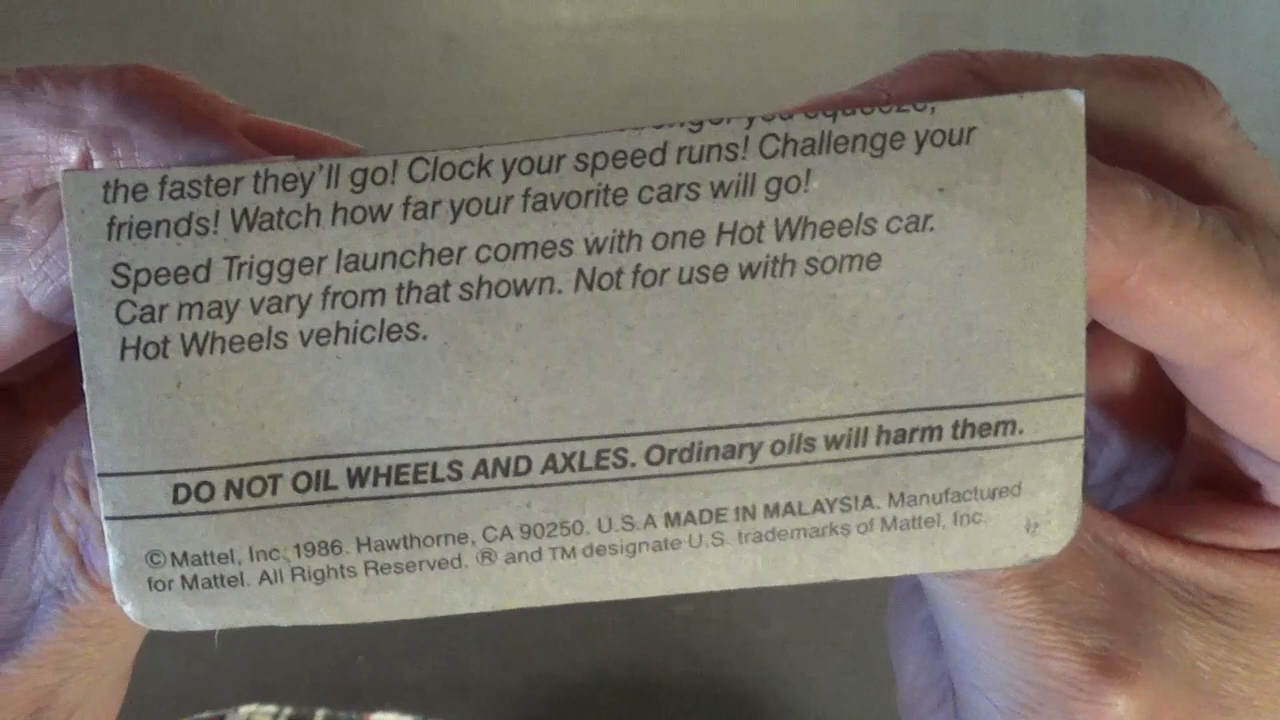 you squeeze,
the faster they'll go! Clock your speed runs! Challenge your
friends! Watch how far your favorite cars will go!
Speed Trigger launcher comes with one Hot Wheels car.
Car may vary from that shown. Not for use with some
Hot Wheels vehicles.
DO NOT OIL WHEELS AND AXLES. Ordinary oils will harm them.
©Mattel, Inc. 1986. Hawthorne, CA 90250. U.S.A MADE IN MALAYSIA. Manufactured
for Mattel. All Rights Reserved. ® and TM designate U.S. trademarks of Mattel, Inc.